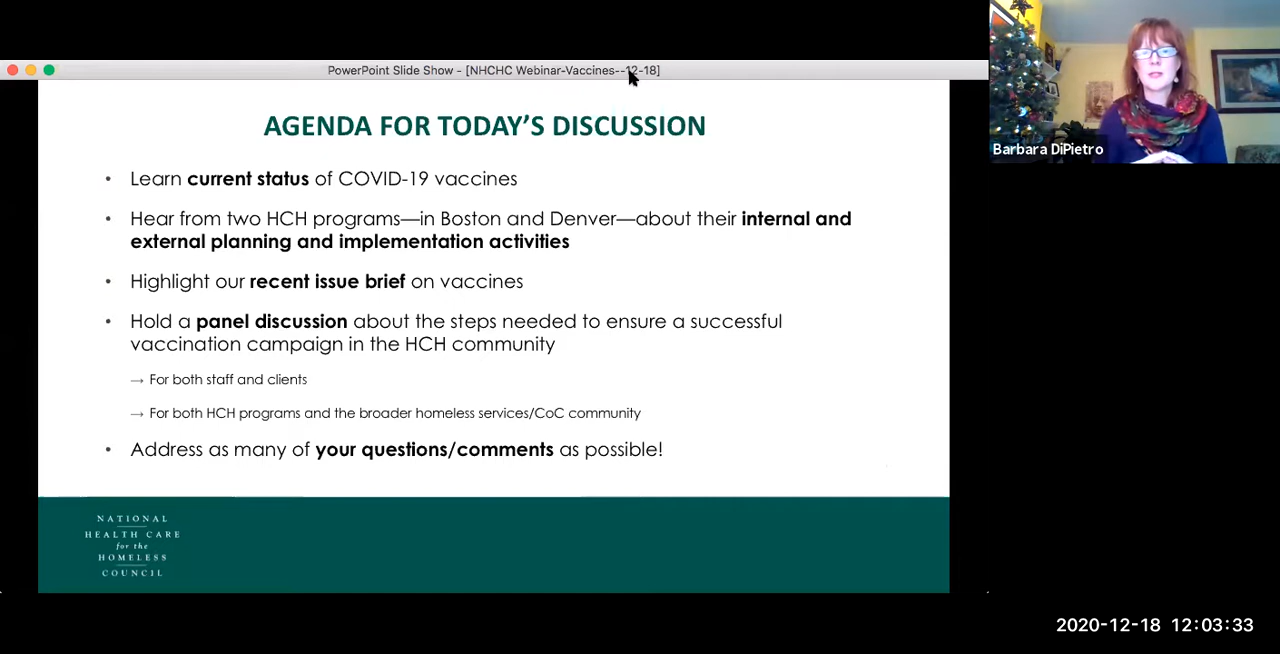 PowerPoint Slide Show - [NHCHC Webinar-Vaccines--12-18]
AGENDA FOR TODAY'S DISCUSSION
• Learn current status of COVID-19 vaccines
• Hear from two HCH programs—in Boston and Denver—about their internal and
external planning and implementation activities
• Highlight our recent issue brief on vaccines
• Hold a panel discussion about the steps needed to ensure a successful
vaccination campaign in the HCH community
→ For both staff and clients
→ For both HCH programs and the broader homeless services/CoC community
• Address as many of your questions/comments as possible!
NATIONAL
HEALTH CARE
for the
HOMELESS
COUNCIL
Barbara DiPietro
2020-12-18 12:03:33